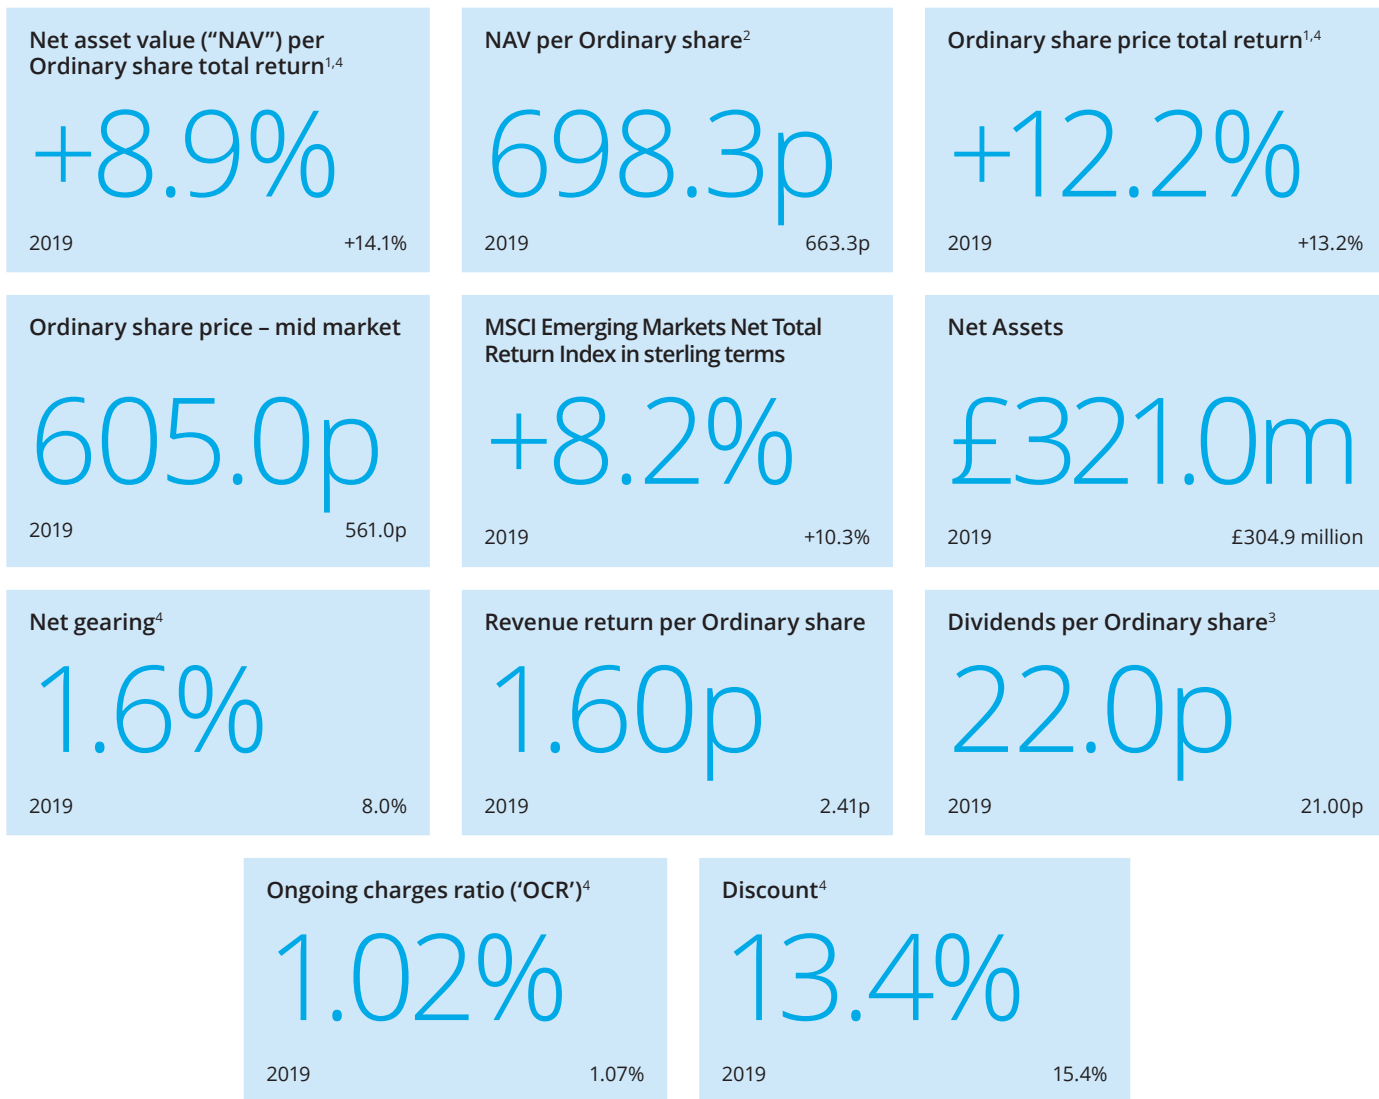 Net asset value (“NAV”) per
Ordinary share total return1,4
+8.9%
2019 +14.1%
NAV per Ordinary share2
698.3p
2019 663.3p
Ordinary share price total return1,4
+12.2%
2019 +13.2%
Ordinary share price – mid market
605.0p
2019 561.0p
MSCI Emerging Markets Net Total
Return Index in sterling terms
+8.2%
2019 +10.3%
Net Assets
£321.0m
2019 £304.9 million
Net gearing4
1.6%
2019 8.0%
Revenue return per Ordinary share
1.60p
2019 2.41p
Dividends per Ordinary share3
22.0p
2019 21.00p
Ongoing charges ratio (‘OCR’)4
1.02%
2019 1.07%
Discount4
13.4%
2019 15.4%